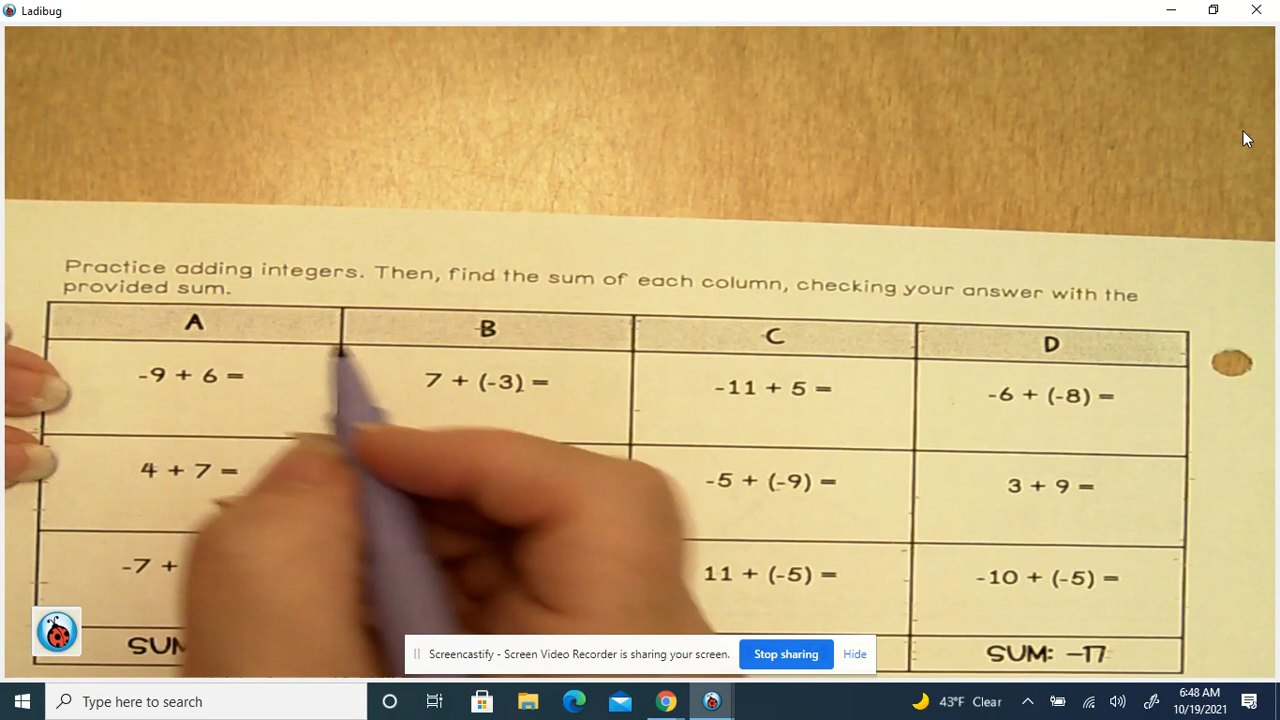 Ladibug
Practice adding integers. Then, find the sum of each column, checking your answer with the
provided sum.
A B C D
-9 + 6 = 7 + (-3) = -11 + 5 = -6 + (-8) =
4 + 7 = -5 + (-9) = 3 + 9 =
-7 + 11 + (-5) = -10 + (-5) =
SUM: -17
Screencastify - Screen Video Recorder is sharing your screen. Stop sharing Hide
Type here to search
43°F Clear
6:48 AM
10/19/2021